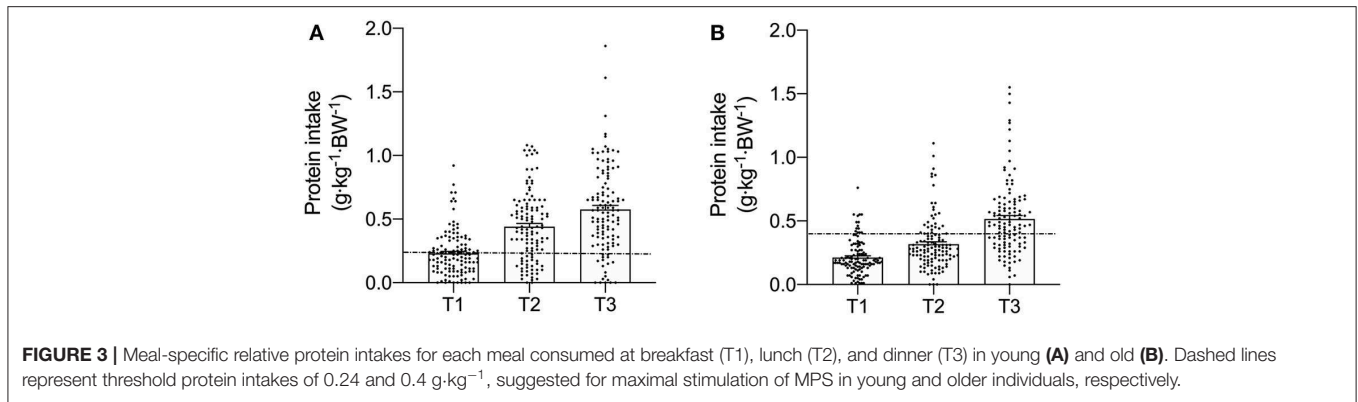 A
Protein intake
(g·kg⁻¹·BW⁻¹)
2.0
1.5
1.0
0.5
0.0
T1 T2 T3
B
Protein intake
(g·kg⁻¹·BW⁻¹)
2.0
1.5
1.0
0.5
0.0
T1 T2 T3
FIGURE 3 | Meal-specific relative protein intakes for each meal consumed at breakfast (T1), lunch (T2), and dinner (T3) in young (A) and old (B). Dashed lines
represent threshold protein intakes of 0.24 and 0.4 g·kg⁻¹, suggested for maximal stimulation of MPS in young and older individuals, respectively.